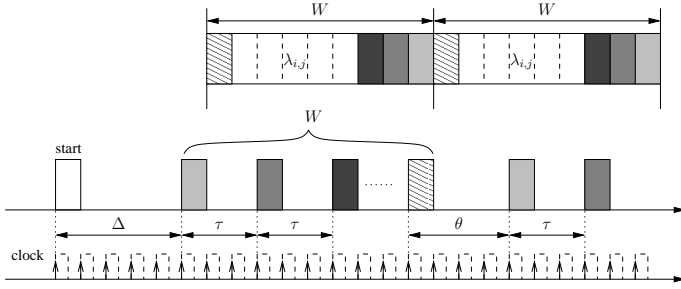 W W
λi,j λi,j
W
start
......
Δ τ τ θ τ
clock